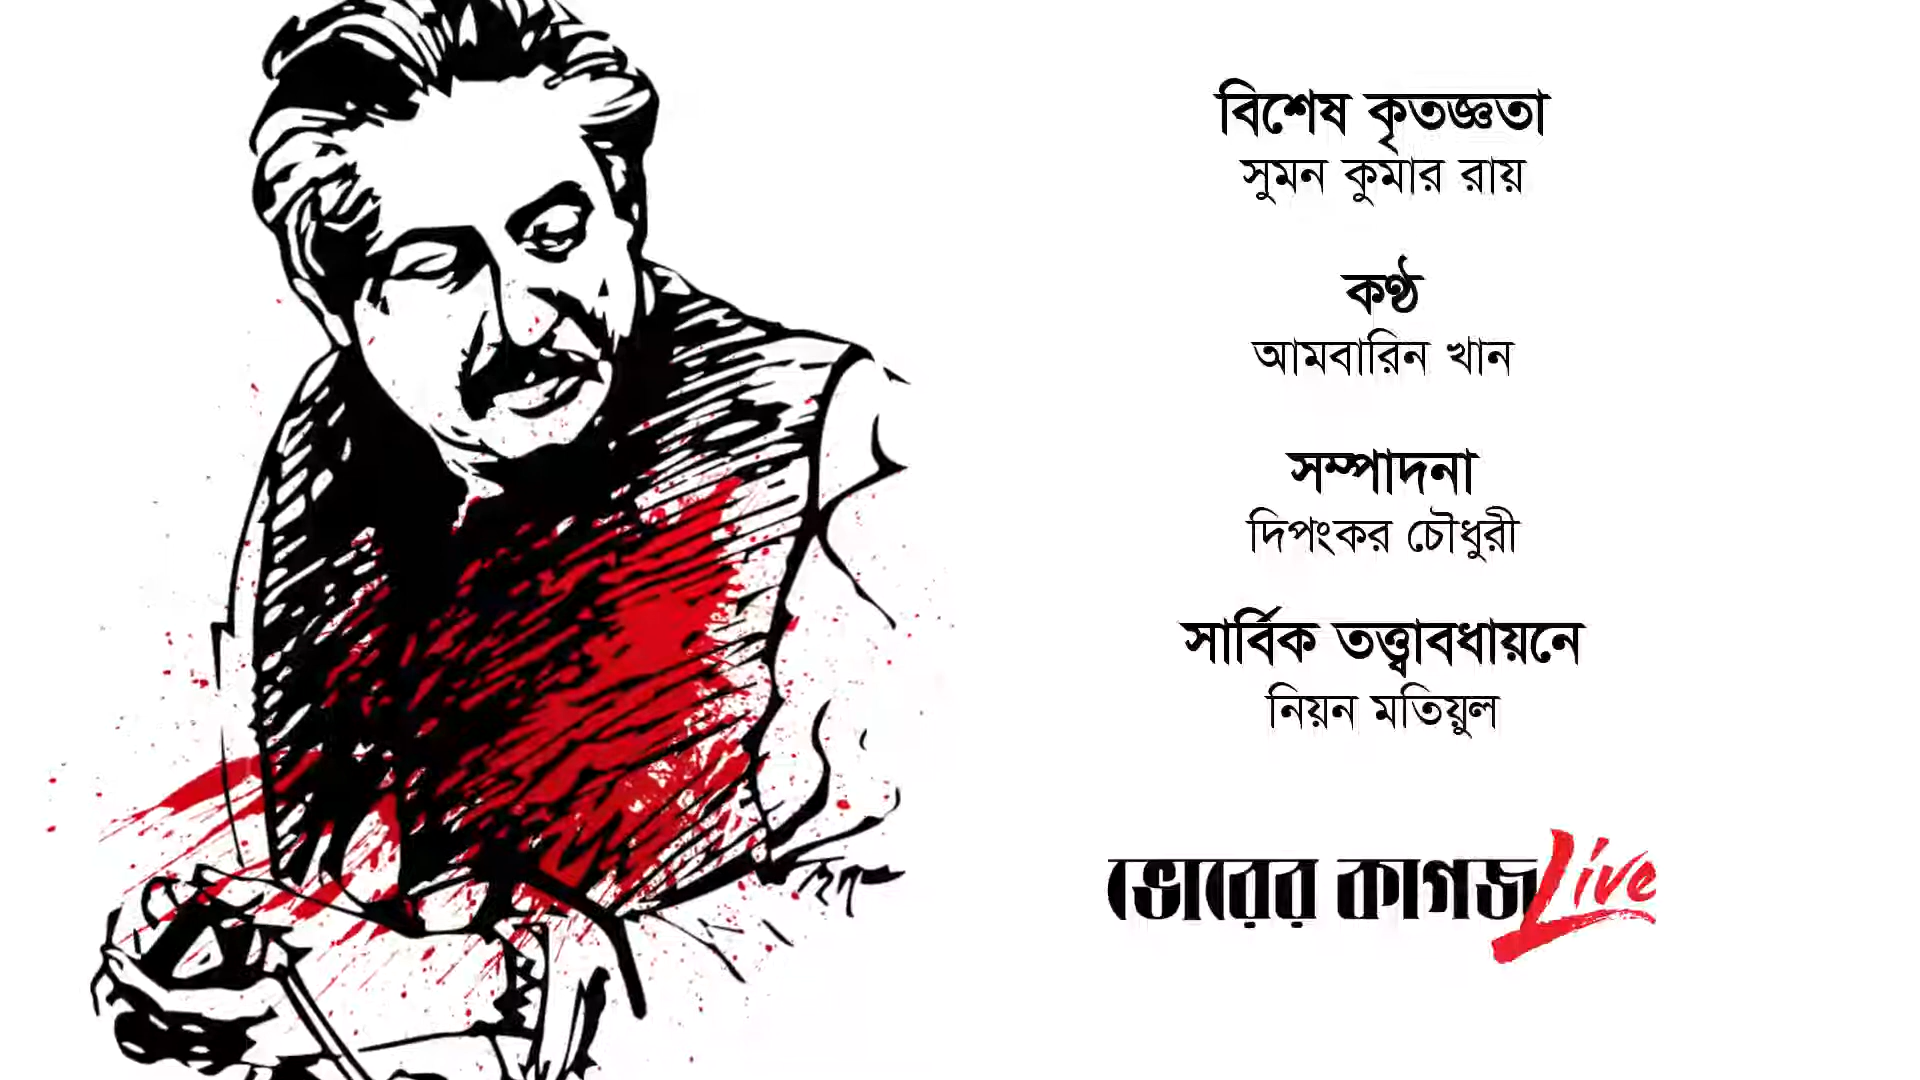 বিশেষ কৃতজ্ঞতা
সুমন কুমার রায়
কণ্ঠ
আমবারিন খান
সম্পাদনা
দিপংকর চৌধুরী
সার্বিক তত্ত্বাবধায়নে
নিয়ন মতিয়ুল
ভোরের কাগজ Live